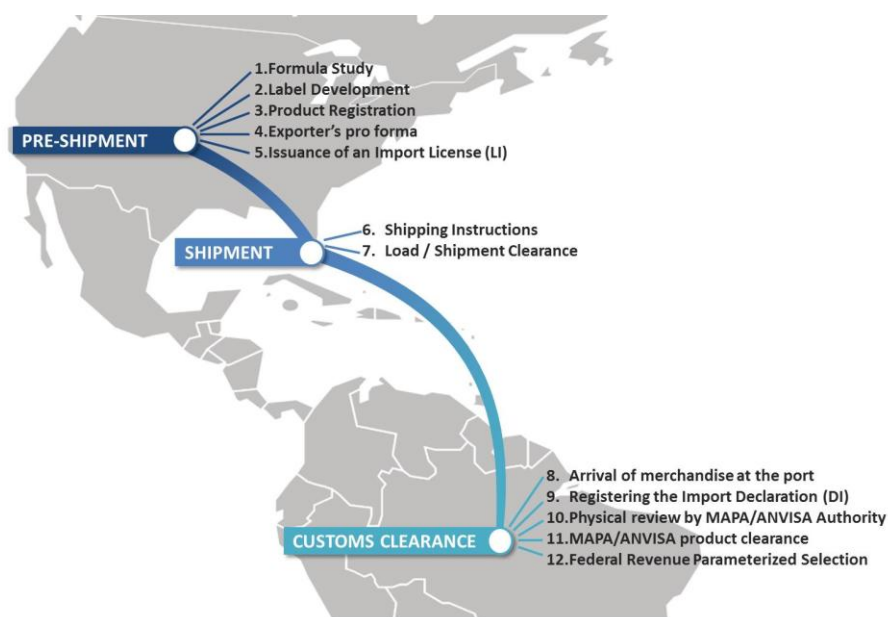 1.Formula Study
2.Label Development
3.Product Registration
4.Exporter's pro forma
5.Issuance of an Import License (LI)
PRE-SHIPMENT
6. Shipping Instructions
7. Load / Shipment Clearance
SHIPMENT
8. Arrival of merchandise at the port
9. Registering the Import Declaration (DI)
10.Physical review by MAPA/ANVISA Authority
11.MAPA/ANVISA product clearance
12.Federal Revenue Parameterized Selection
CUSTOMS CLEARANCE